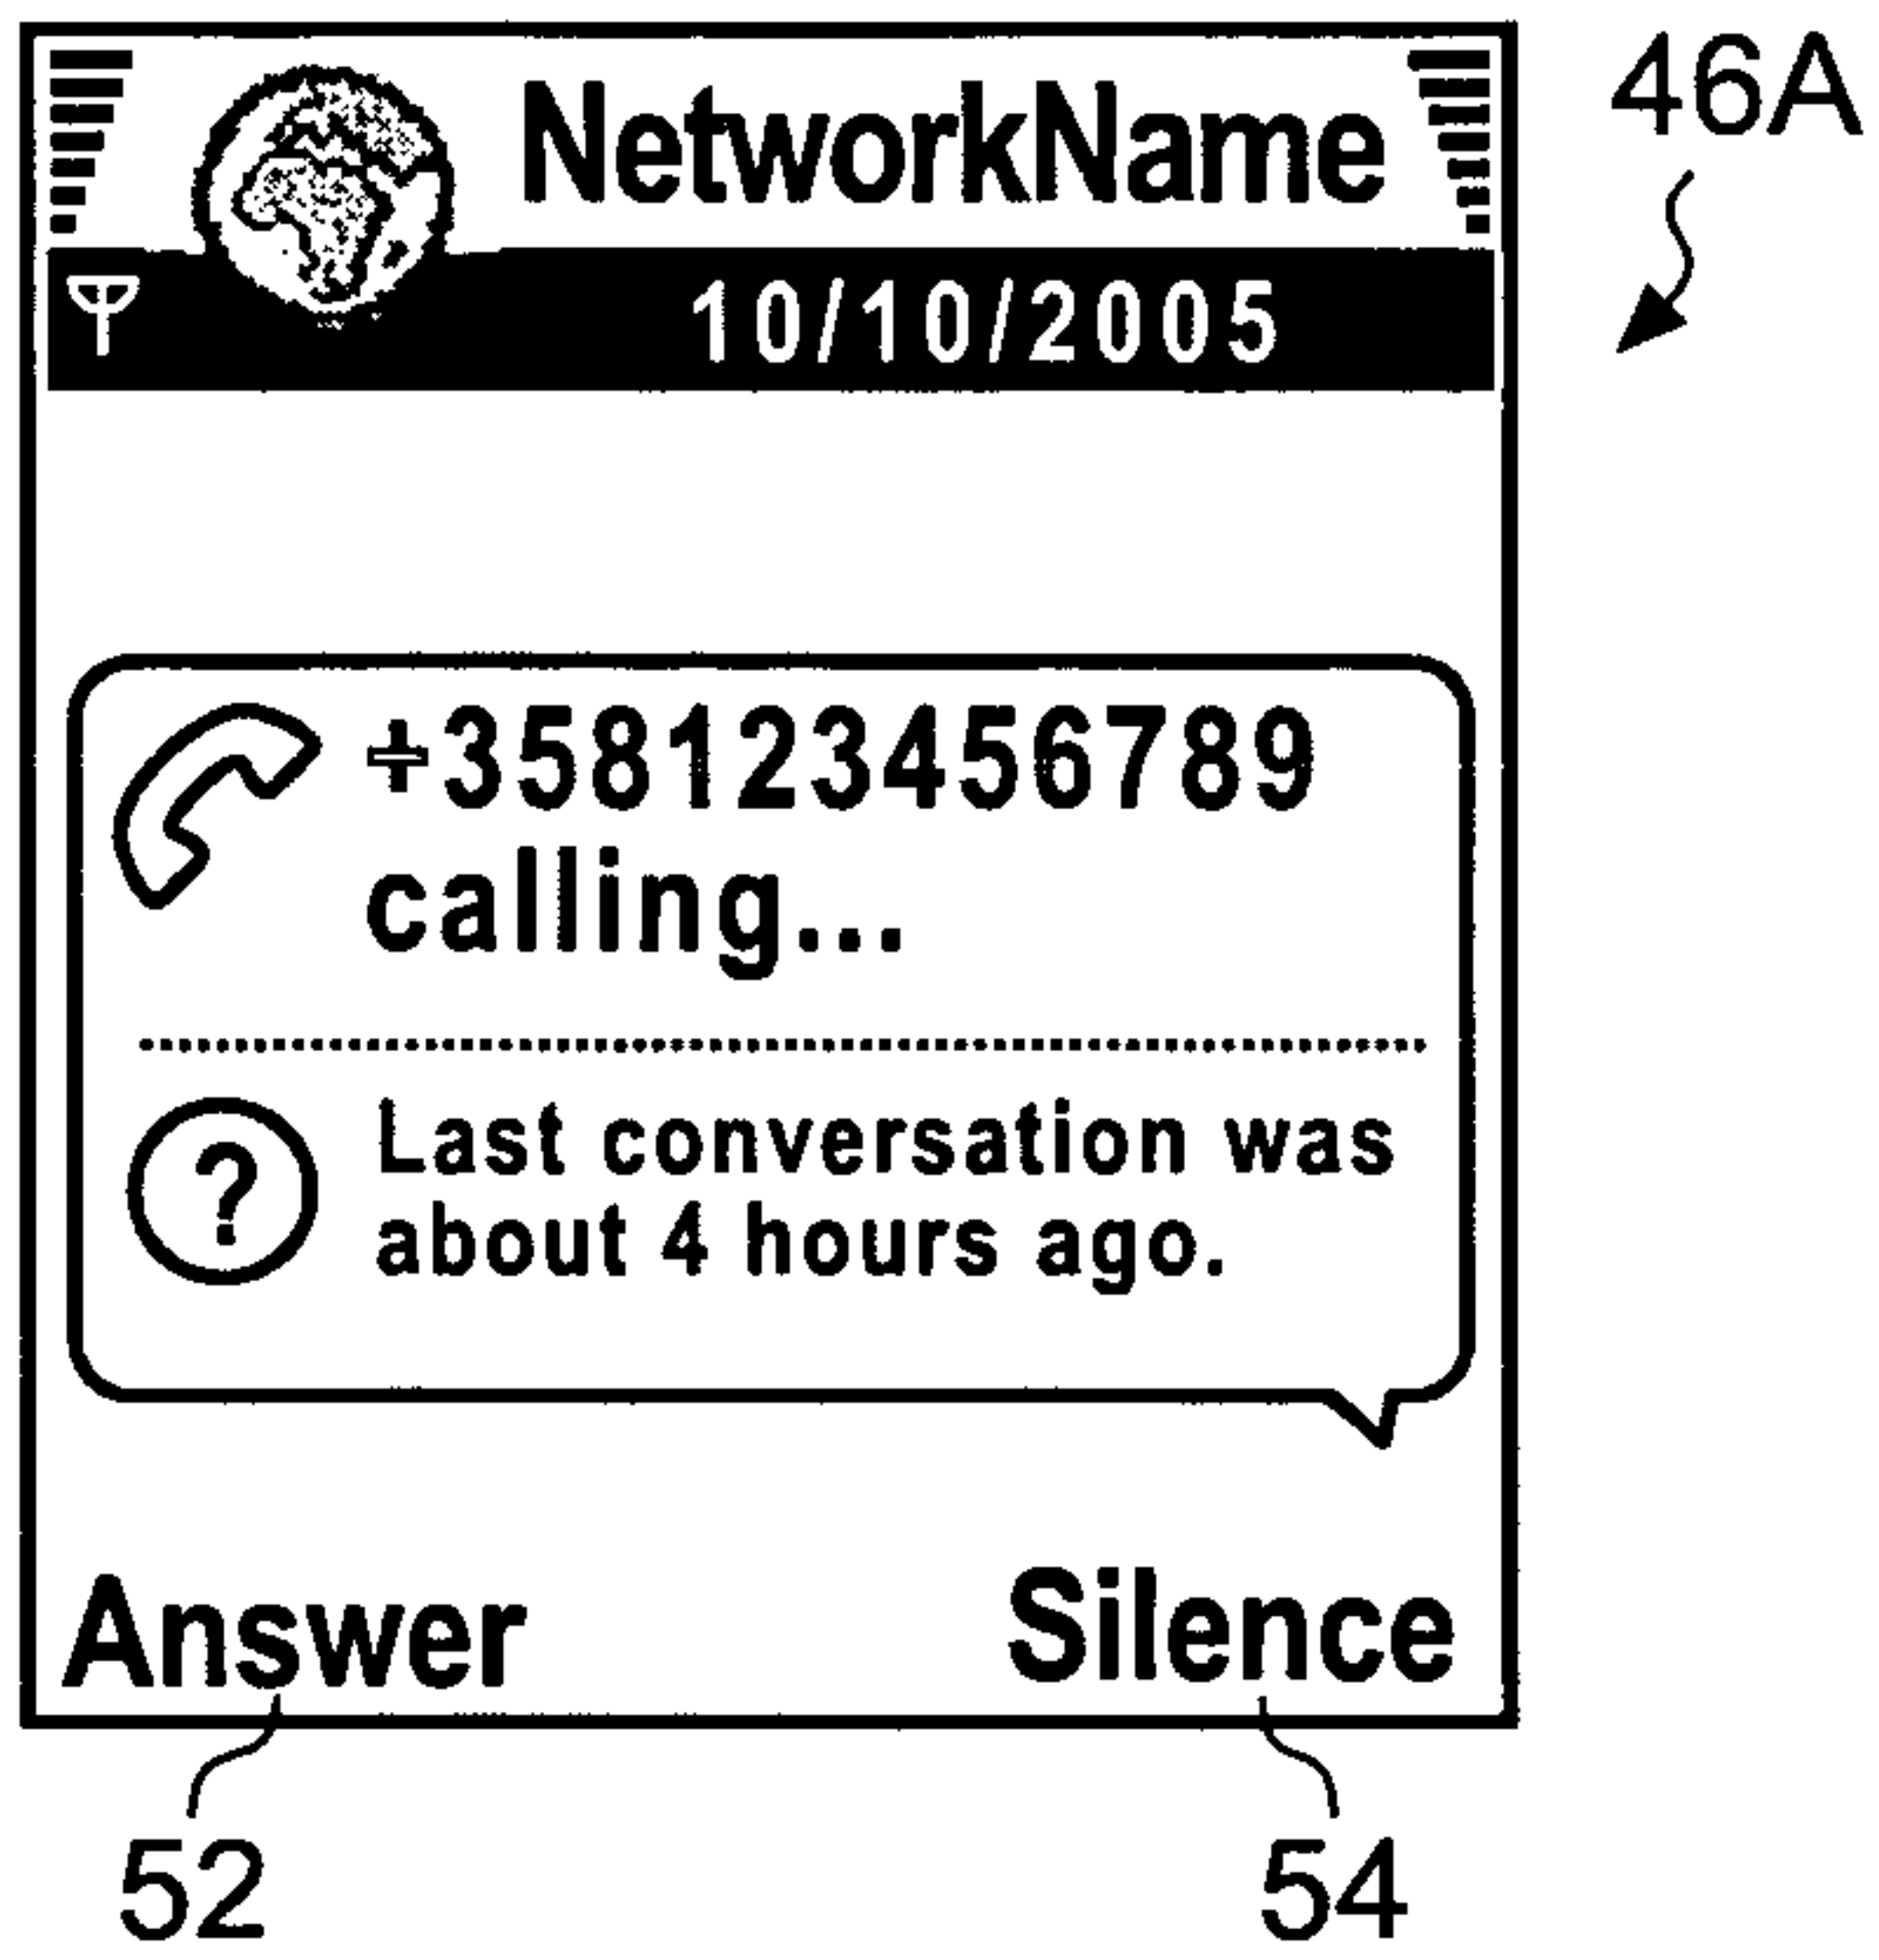 NetworkName
46A
10/10/2005
+358123456789
calling...
?
Last conversation was
about 4 hours ago.
Answer
Silence
52
54